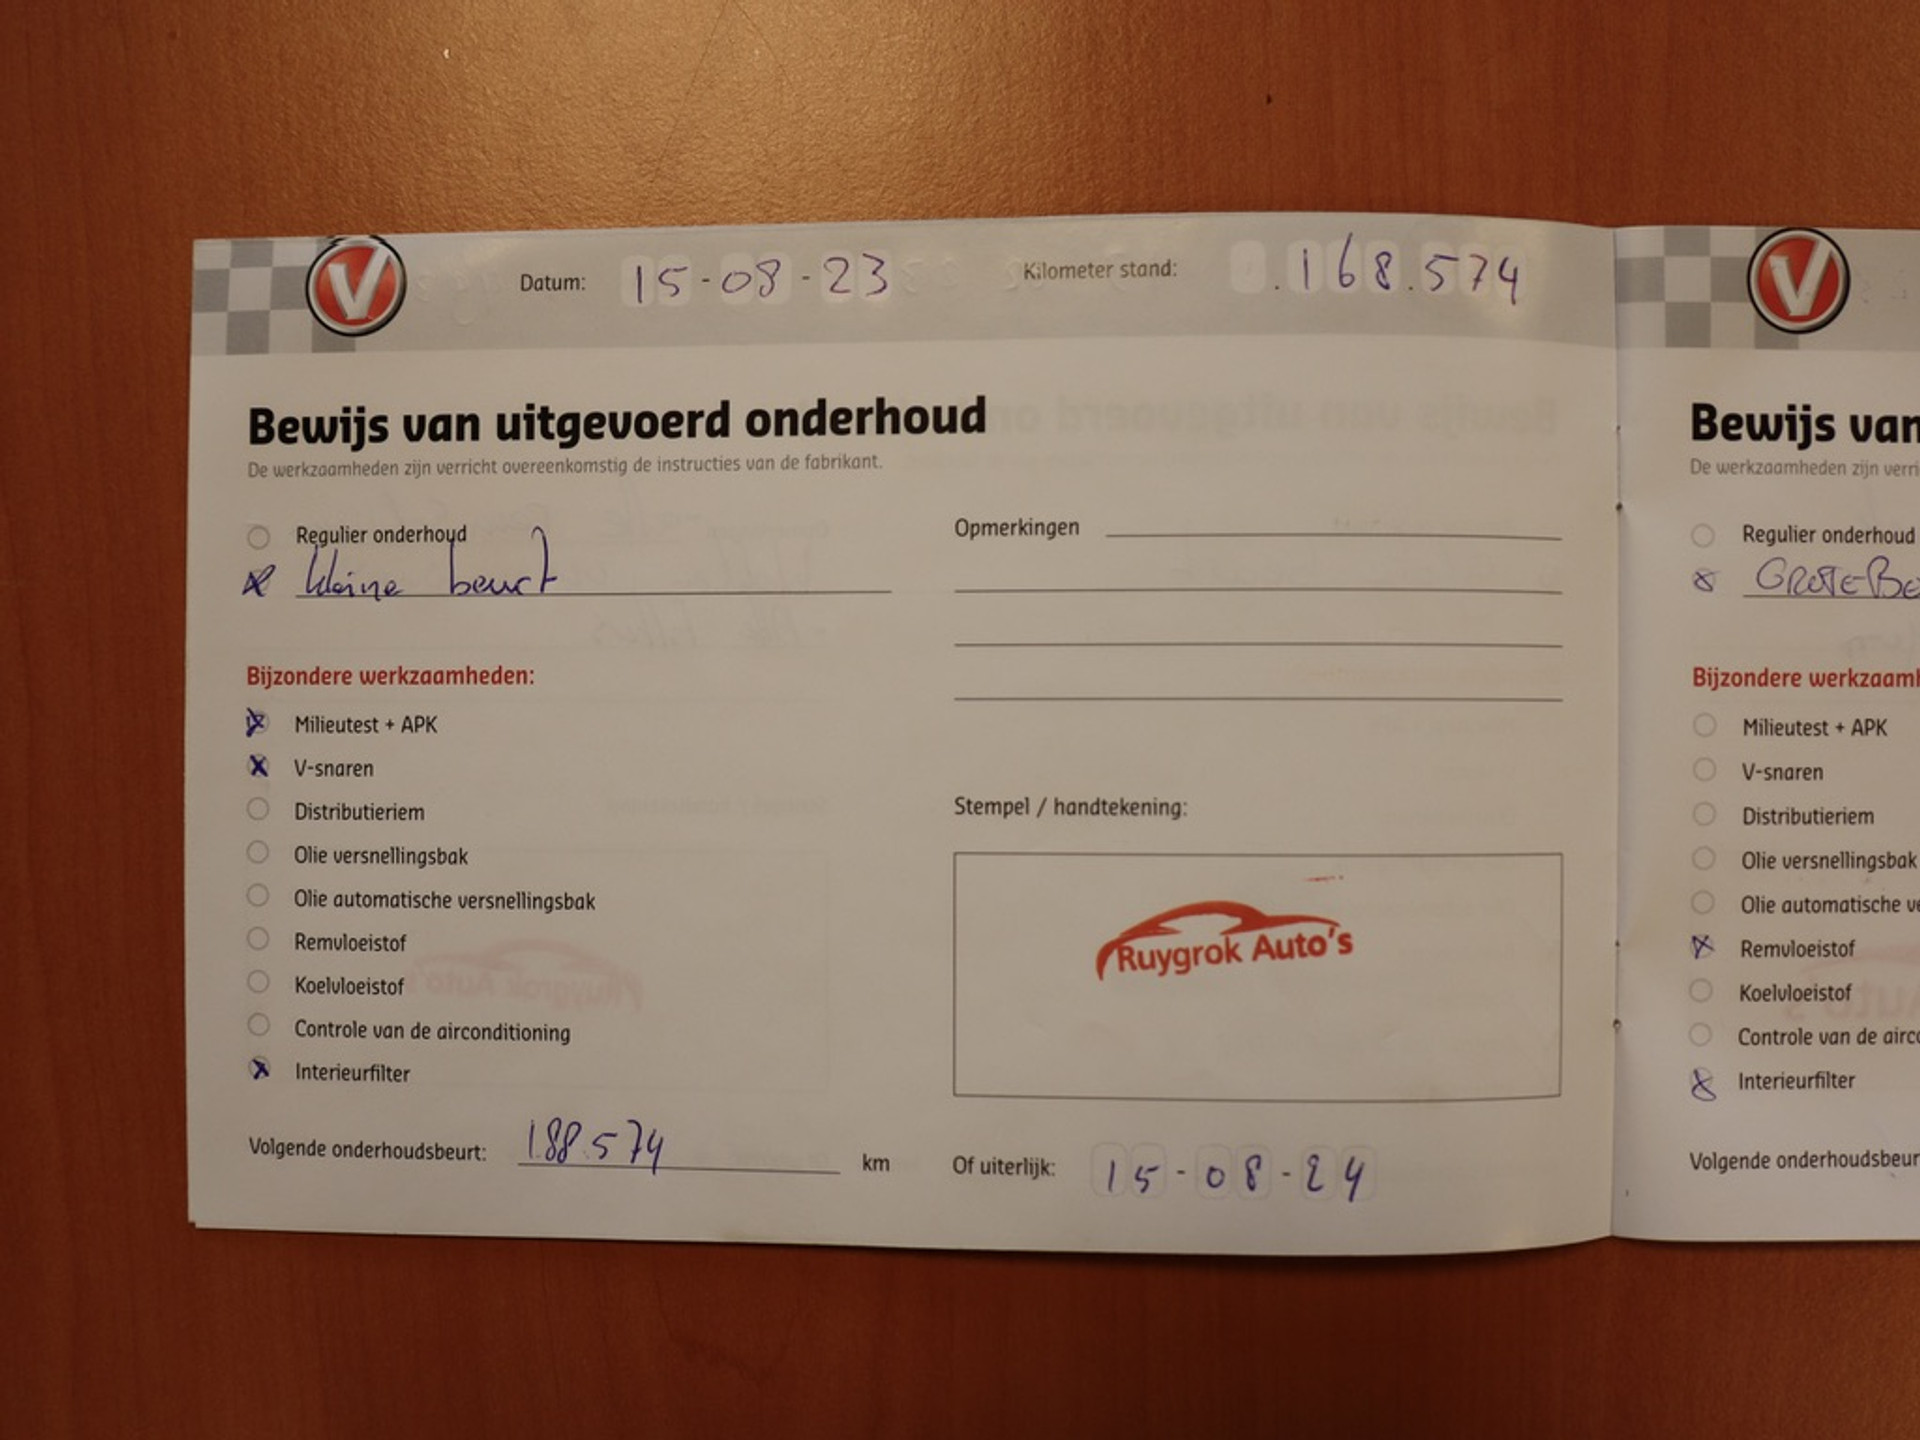 V
Datum: 15-08-23
Kilometer stand: .168.574
Bewijs van uitgevoerd onderhoud
De werkzaamheden zijn verricht overeenkomstig de instructies van de fabrikant.
Regulier onderhoud
kleine beurt
Bijzondere werkzaamheden:
Milieutest + APK
V-snaren
Distributieriem
Olie versnellingsbak
Olie automatische versnellingsbak
Remvloeistof
Koelvloeistof
Controle van de airconditioning
Interieurfilter
Volgende onderhoudsbeurt: 188.574 km
Opmerkingen
Stempel / handtekening:
Ruygrok Auto's
Of uiterlijk: 15-08-24
V
Bewijs van
De werkzaamheden zijn verri
Regulier onderhoud
GROTE BE
Bijzondere werkzaamh
Milieutest + APK
V-snaren
Distributieriem
Olie versnellingsbak
Olie automatische ve
Remvloeistof
Koelvloeistof
Controle van de airco
Interieurfilter
Volgende onderhoudsbeur